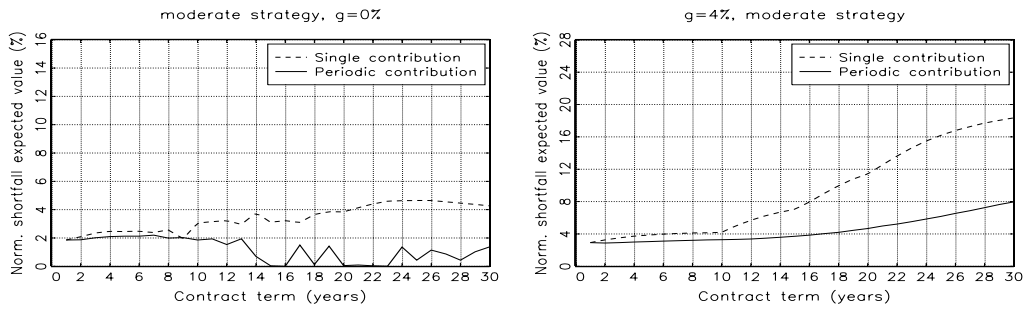 moderate strategy, g=0%
Norm. shortfall expected value (%)
16
14
12
10
8
6
4
2
0
Single contribution
Periodic contribution
0 2 4 6 8 10 12 14 16 18 20 22 24 26 28 30
Contract term (years)
g=4%, moderate strategy
Norm. shortfall expected value (%)
28
24
20
16
12
8
4
0
Single contribution
Periodic contribution
0 2 4 6 8 10 12 14 16 18 20 22 24 26 28 30
Contract term (years)